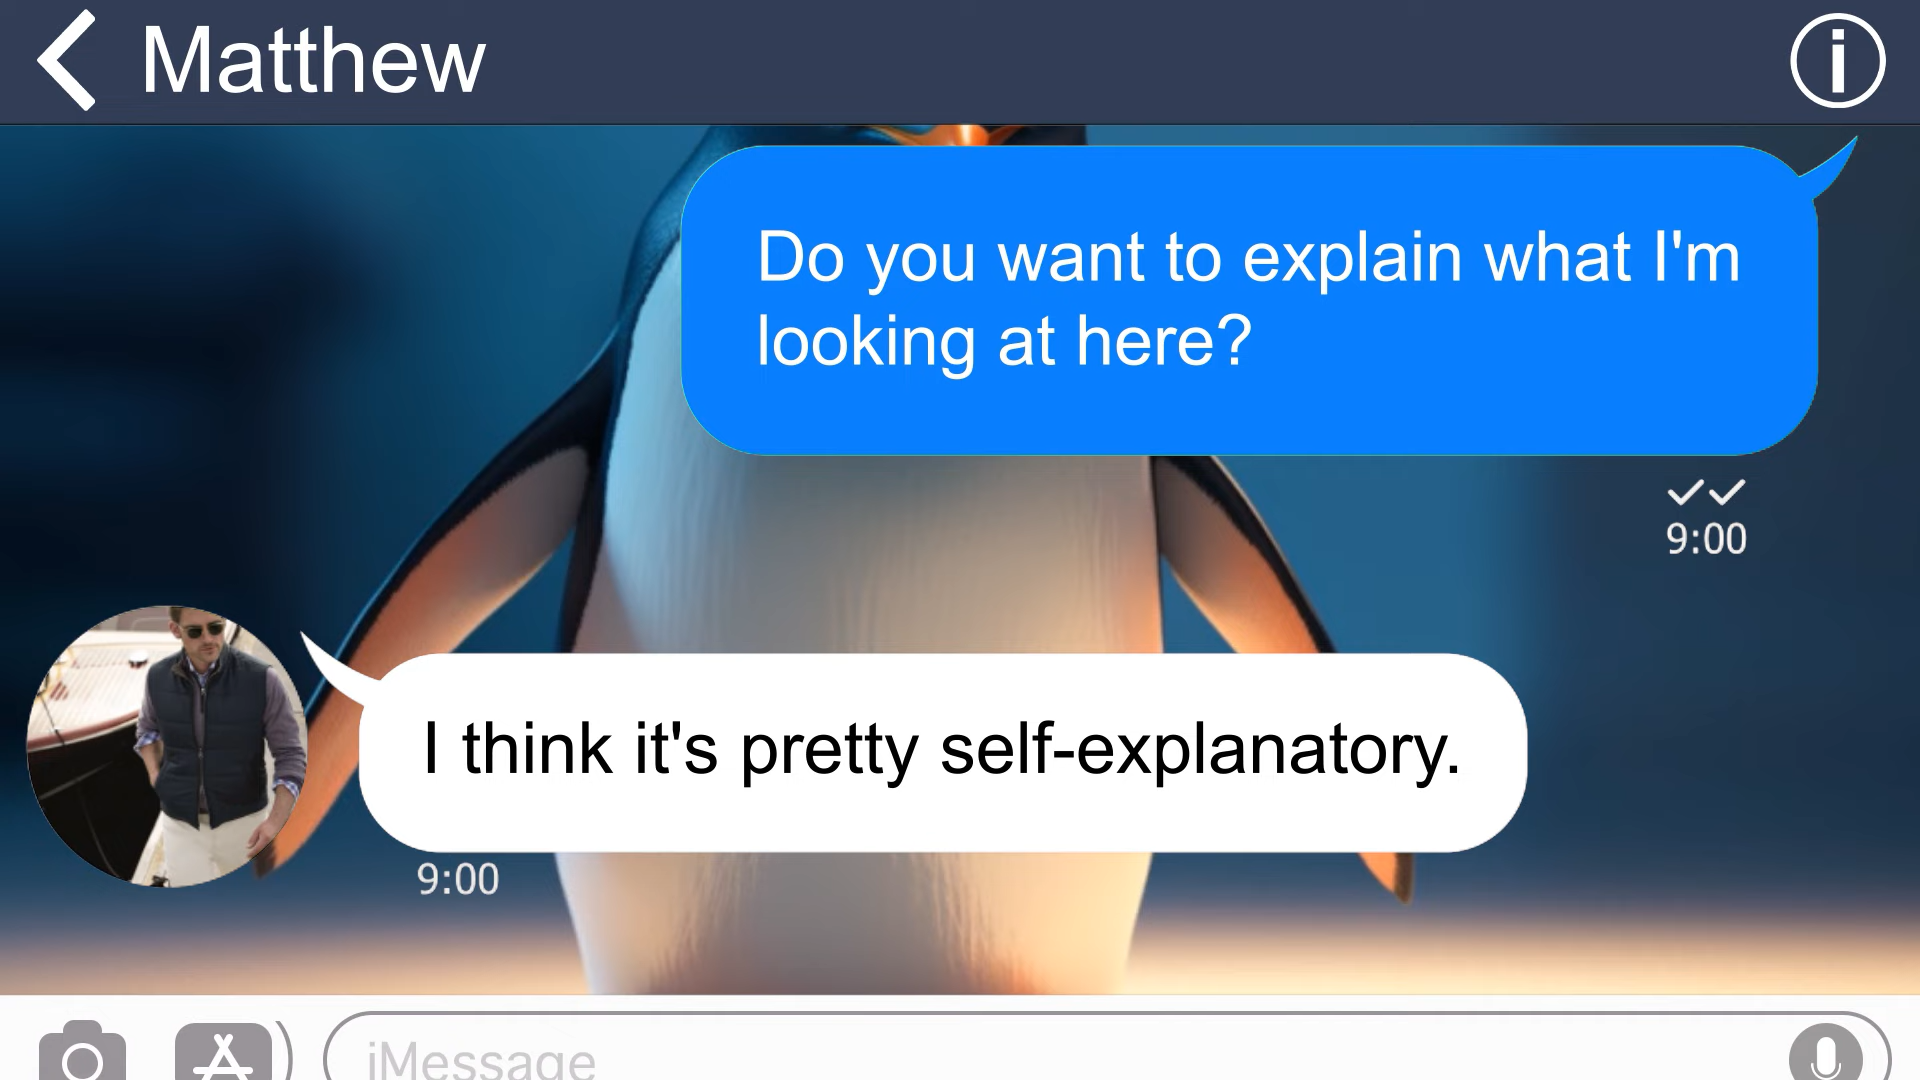 Matthew
Do you want to explain what I'm
looking at here?
9:00
I think it's pretty self-explanatory.
9:00
iMessage